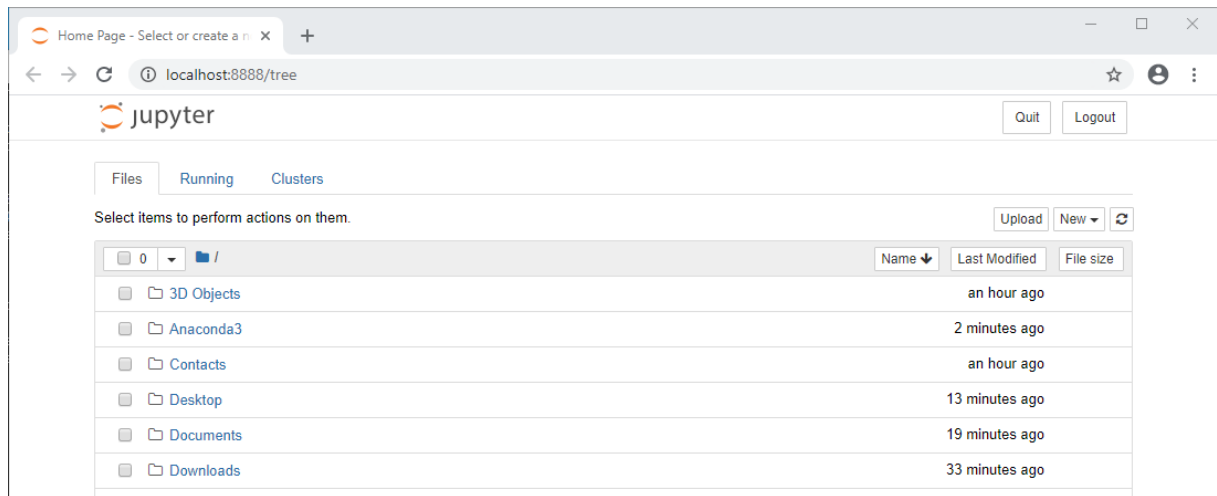 Home Page - Select or create a n
localhost:8888/tree
jupyter
Quit Logout
Files Running Clusters
Select items to perform actions on them.
Upload New
0 / Name Last Modified File size
3D Objects an hour ago
Anaconda3 2 minutes ago
Contacts an hour ago
Desktop 13 minutes ago
Documents 19 minutes ago
Downloads 33 minutes ago